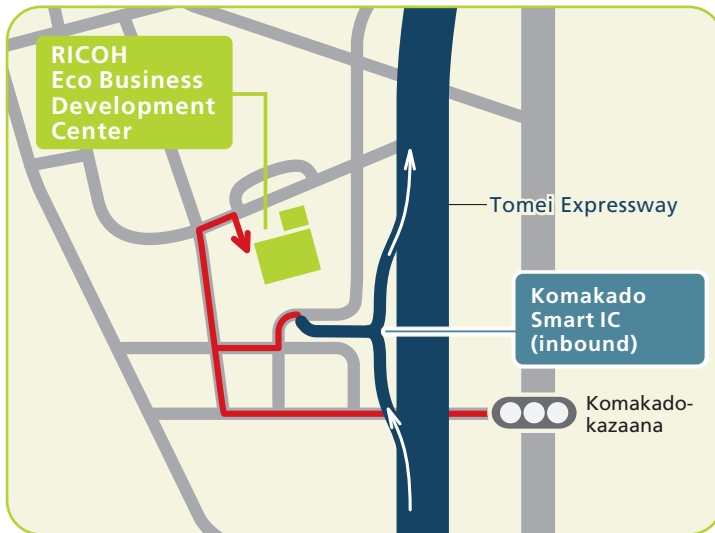 RICOH
Eco Business
Development
Center
Tomei Expressway
Komakado
Smart IC
(inbound)
Komakado-
kazaana